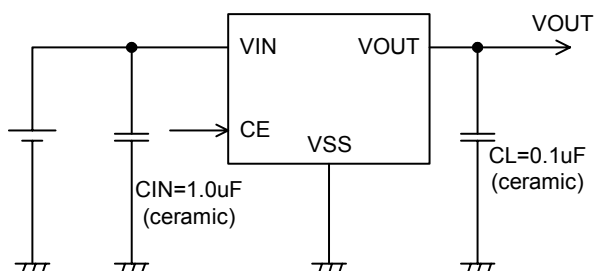 VOUT
VIN
VOUT
CE
VSS
CIN=1.0uF
(ceramic)
CL=0.1uF
(ceramic)